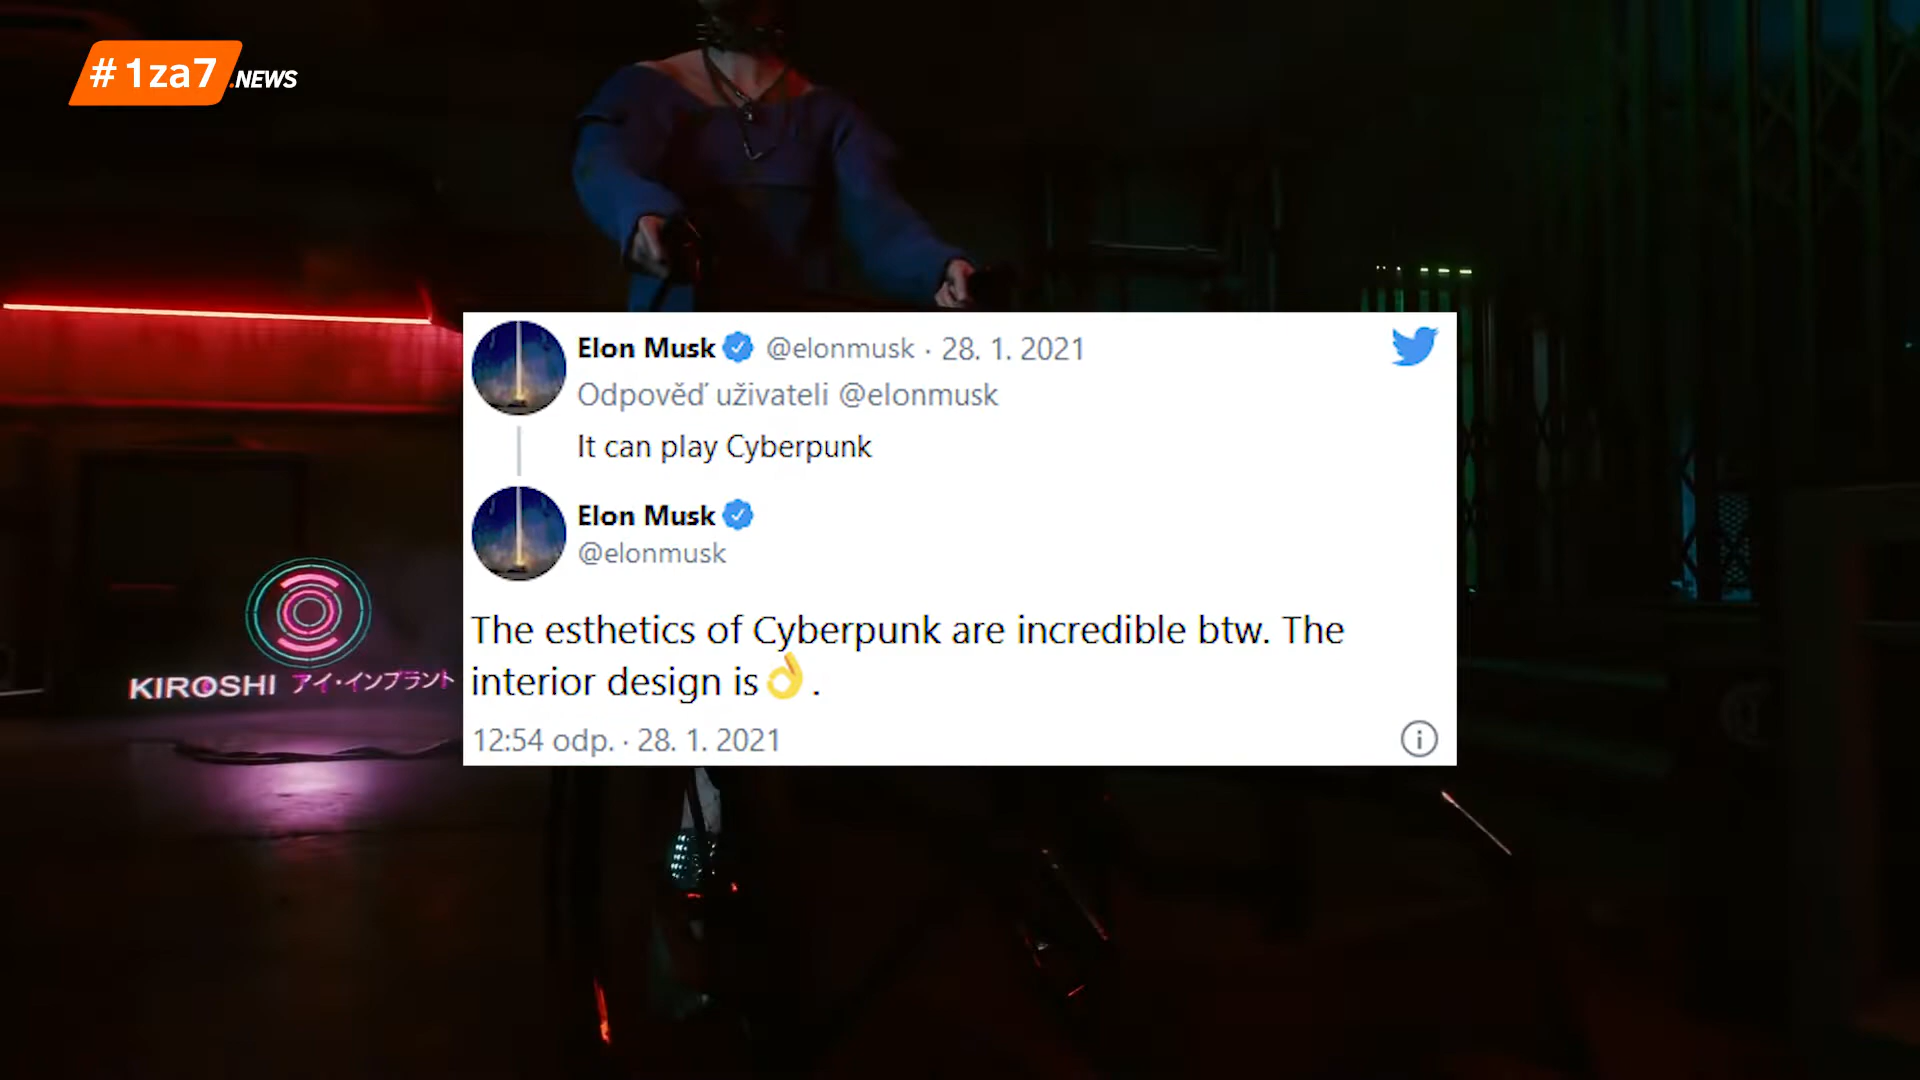 # 1za7 .NEWS
Elon Musk @elonmusk · 28. 1. 2021
Odpověď uživateli @elonmusk
It can play Cyberpunk
Elon Musk
@elonmusk
The esthetics of Cyberpunk are incredible btw. The
interior design is👌.
12:54 odp. · 28. 1. 2021
KIROSHI アイ・インプラント